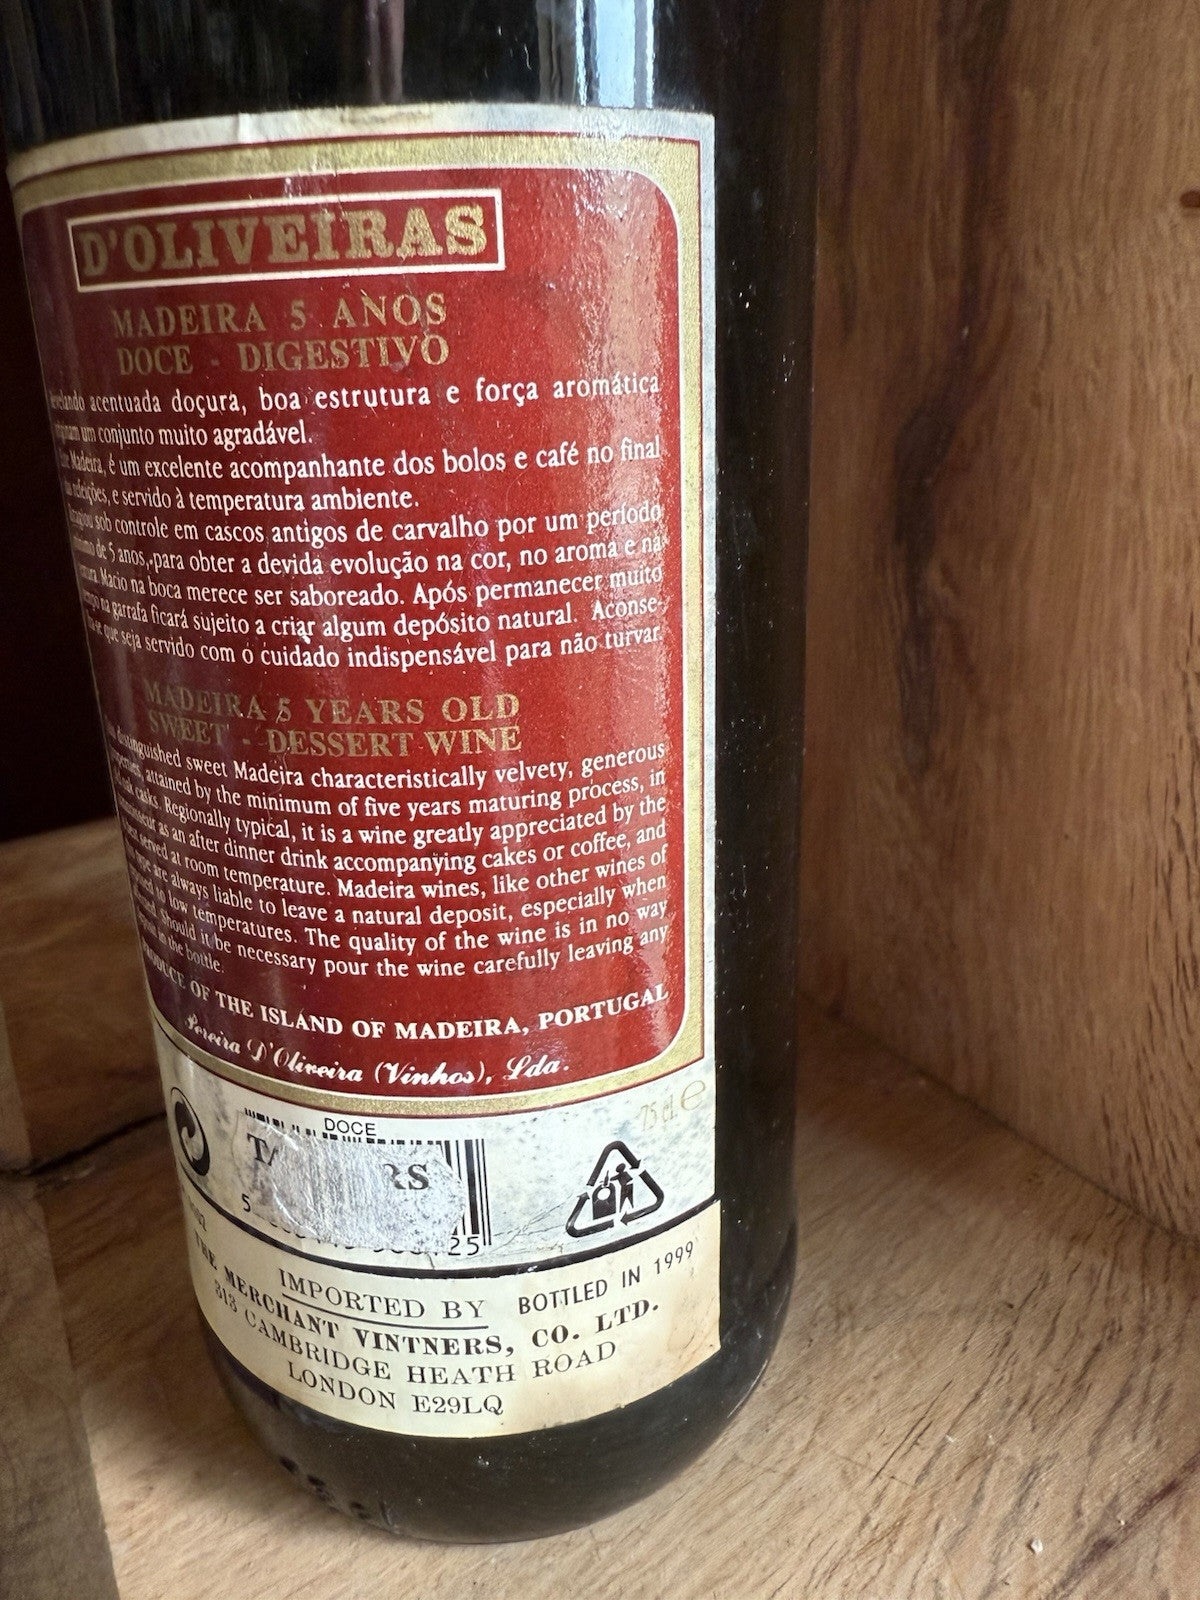 D'OLIVEIRAS
MADEIRA 5 ANOS
DOCE - DIGESTIVO
acentuada doçura, boa estrutura e força aromática
um conjunto muito agradável.
Madeira, é um excelente acompanhante dos bolos e café no final
refeições, e servido à temperatura ambiente.
sob controle em cascos antigos de carvalho por um período
de 5 anos, para obter a devida evolução na cor, no aroma e na
Macio na boca merece ser saboreado. Após permanecer muito
na garrafa ficará sujeito a criar algum depósito natural. Aconse-
que seja servido com o cuidado indispensável para não turvar.
MADEIRA 5 YEARS OLD
SWEET - DESSERT WINE
distinguished sweet Madeira characteristically velvety, generous
attained by the minimum of five years maturing process, in
casks. Regionally typical, it is a wine greatly appreciated by the
as an after dinner drink accompanying cakes or coffee, and
served at room temperature. Madeira wines, like other wines of
are always liable to leave a natural deposit, especially when
to low temperatures. The quality of the wine is in no way
Should it be necessary pour the wine carefully leaving any
in the bottle.
PRODUCE OF THE ISLAND OF MADEIRA, PORTUGAL
Pereira D'Oliveira (Vinhos), Lda.
75 cl. e
DOCE
5
25
IMPORTED BY BOTTLED IN 1999
THE MERCHANT VINTNERS, CO. LTD.
313 CAMBRIDGE HEATH ROAD
LONDON E29LQ